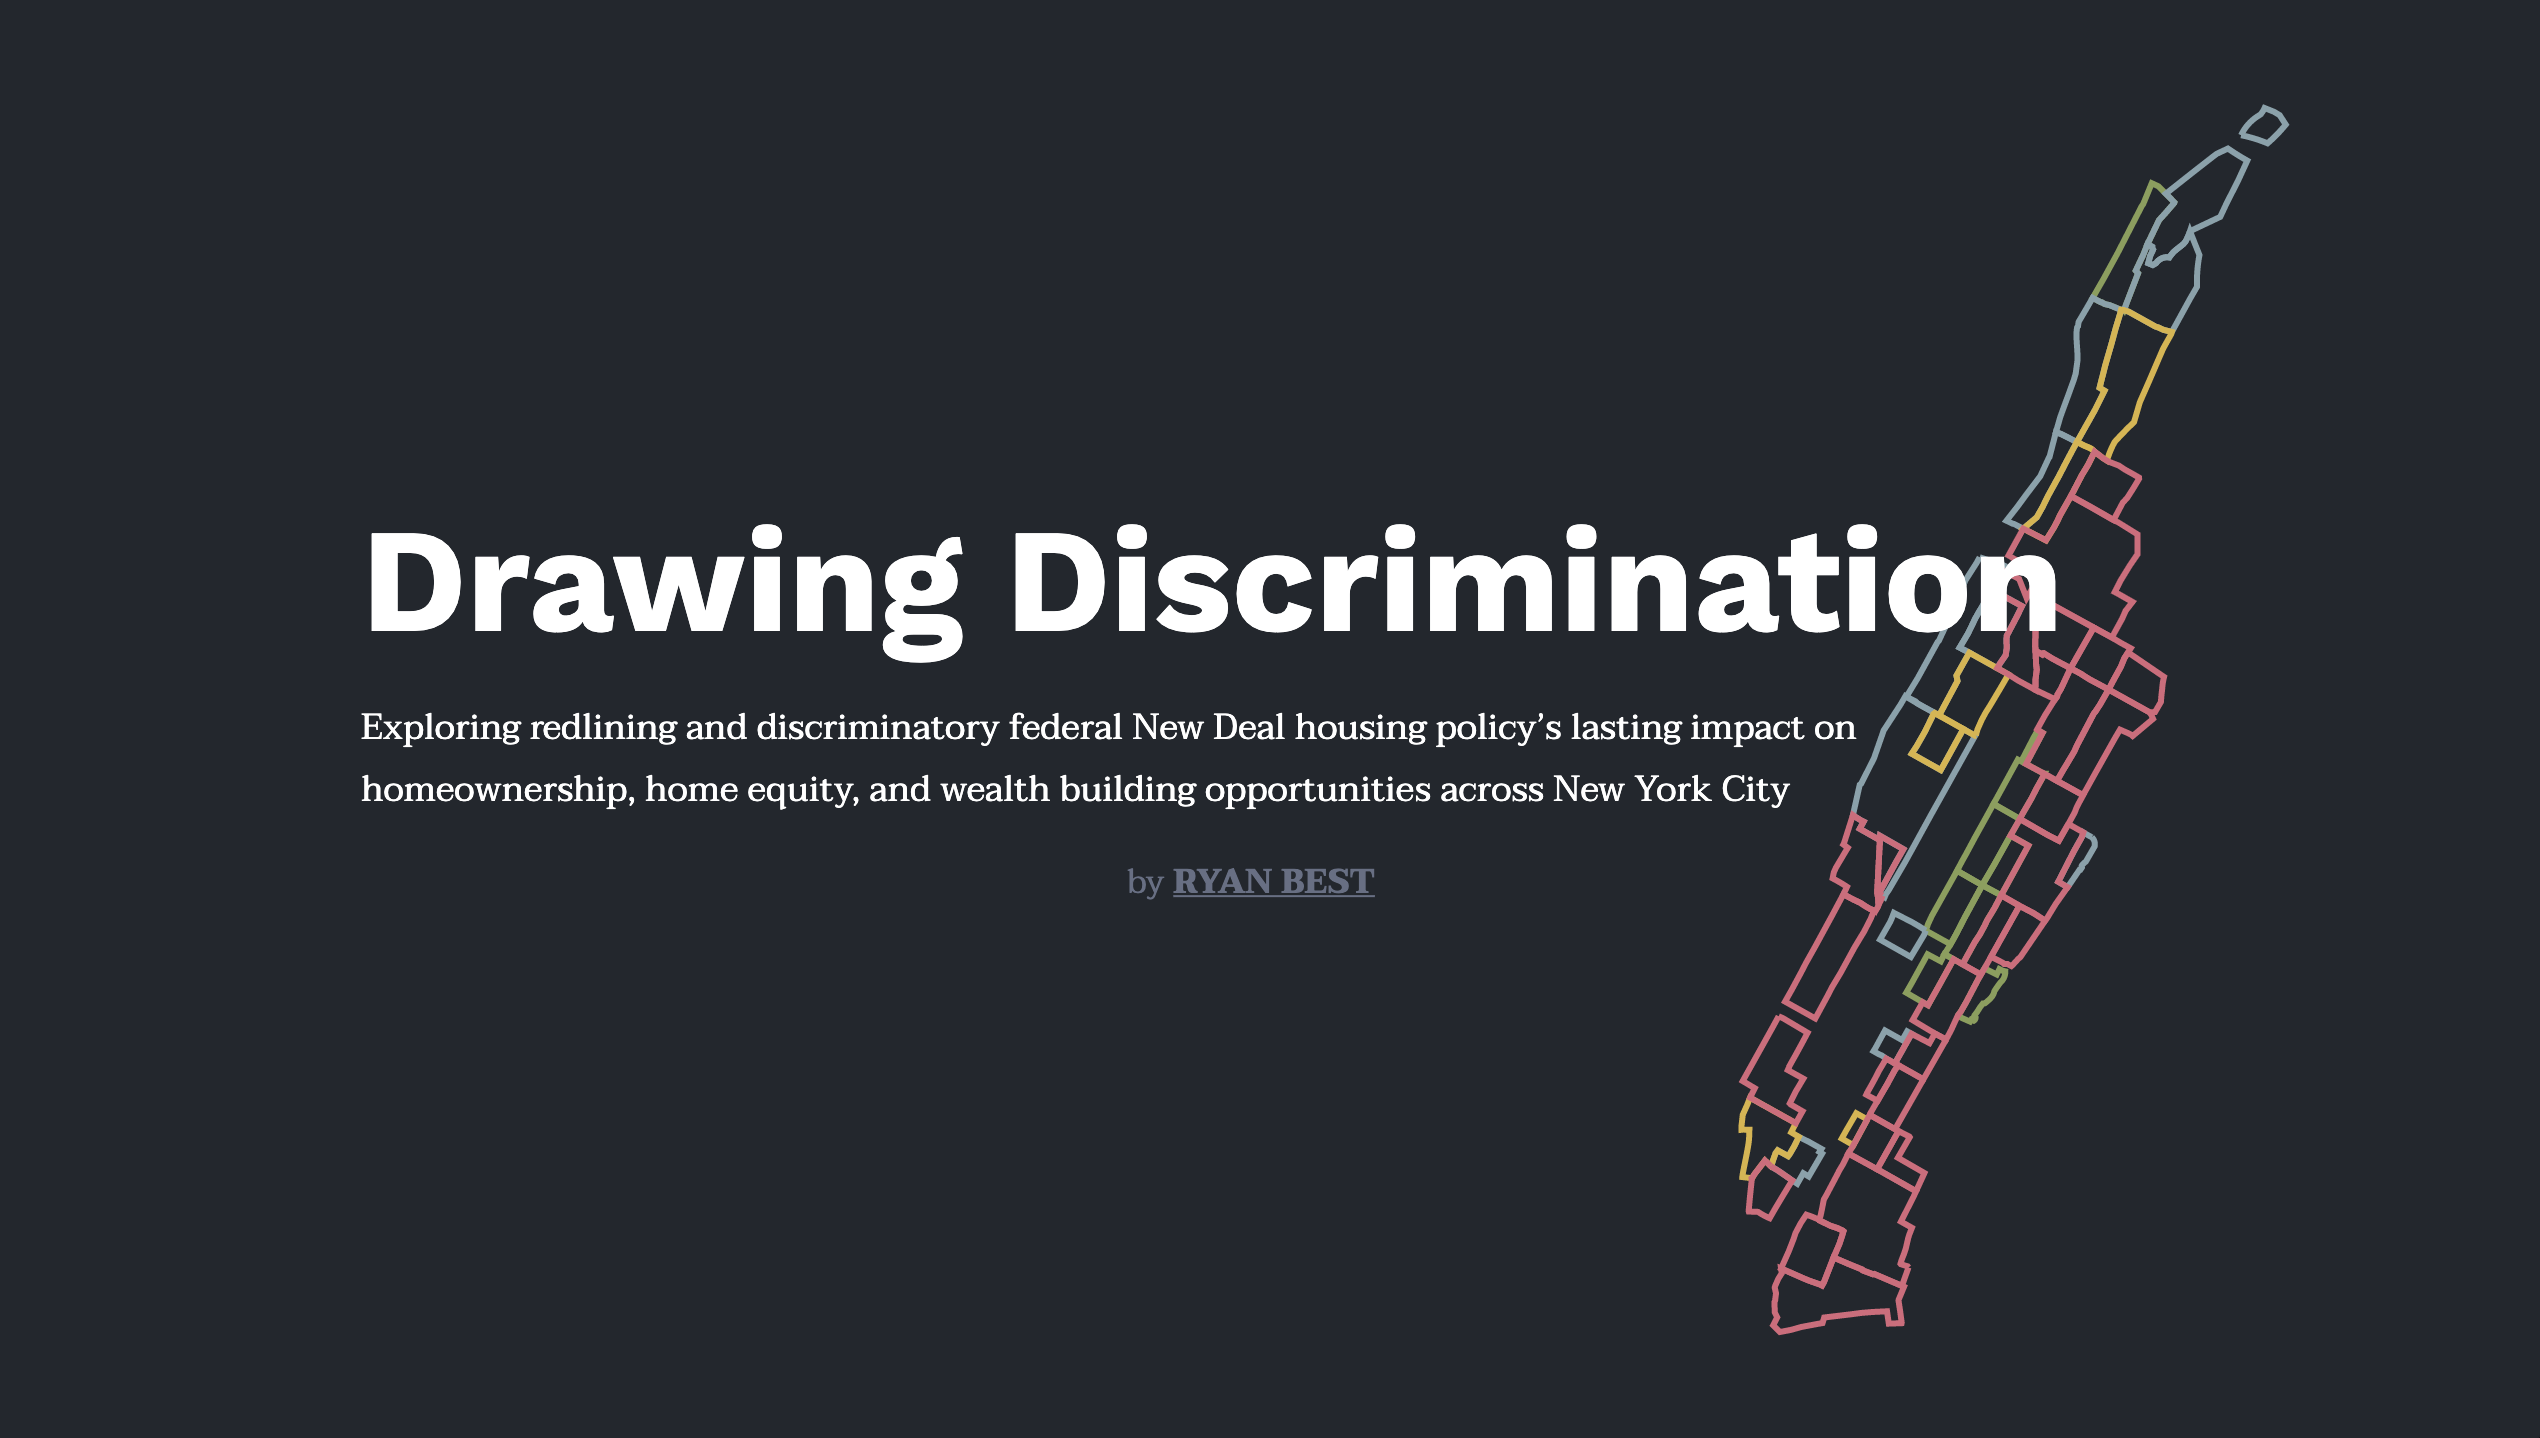 Drawing Discrimination
Exploring redlining and discriminatory federal New Deal housing policy’s lasting impact on
homeownership, home equity, and wealth building opportunities across New York City
by RYAN BEST